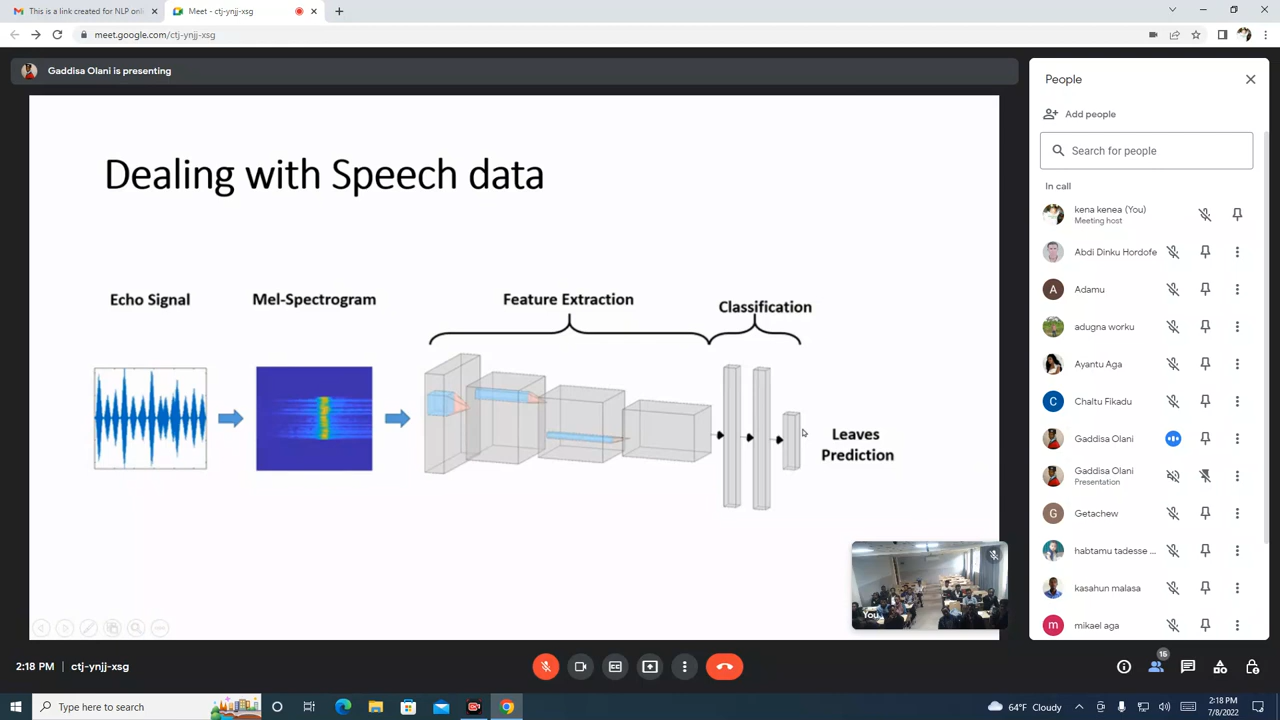 This is a link created for NLP onli
Meet - ctj-ynjj-xsg
meet.google.com/ctj-ynjj-xsg
Gaddisa Olani is presenting
Dealing with Speech data
Echo Signal
Mel-Spectrogram
Feature Extraction
Classification
Leaves
Prediction
You
People
Add people
Search for people
In call
kena kenea (You)
Meeting host
Abdi Dinku Hordofe
A
Adamu
adugna worku
Ayantu Aga
C
Chaltu Fikadu
Gaddisa Olani
Gaddisa Olani
Presentation
G
Getachew
habtamu tadesse ...
kasahun malasa
m
mikael aga
2:18 PM | ctj-ynjj-xsg
16
Type here to search
64°F Cloudy
2:18 PM
7/8/2022